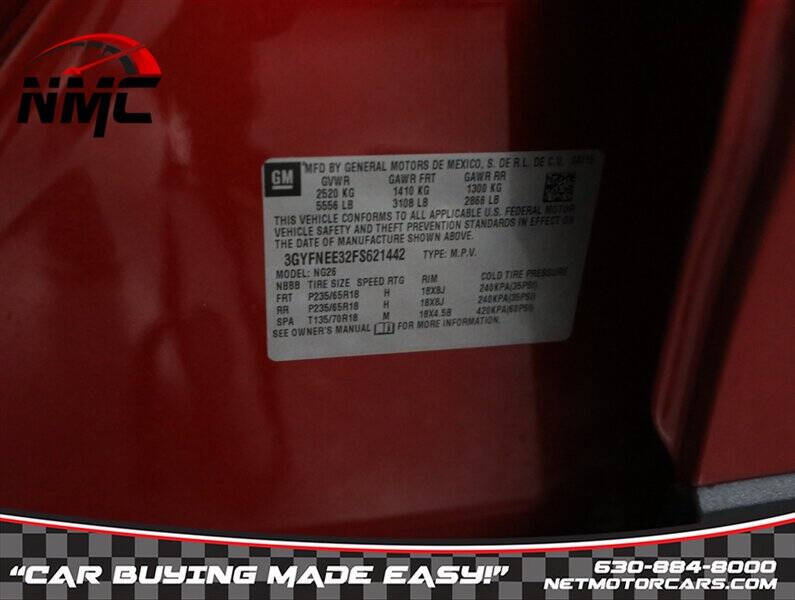 NMC
GM
MFD BY GENERAL MOTORS DE MEXICO, S. DE R.L. DE C.V.
GVWR GAWR FRT GAWR RR
2520 KG 1410 KG 1300 KG
5556 LB 3108 LB 2866 LB
THIS VEHICLE CONFORMS TO ALL APPLICABLE U.S. FEDERAL MOTOR
VEHICLE SAFETY AND THEFT PREVENTION STANDARDS IN EFFECT ON
THE DATE OF MANUFACTURE SHOWN ABOVE.
3GYFNEE32FS621442 TYPE: M.P.V.
MODEL: NG26
NBBB TIRE SIZE SPEED RTG RIM COLD TIRE PRESSURE
FRT P235/65R18 H 18X8J 240KPA(35PSI)
RR P235/65R18 H 18X8J 240KPA(35PSI)
SPA T135/70R18 M 18X4.5B 420KPA(60PSI)
SEE OWNER'S MANUAL FOR MORE INFORMATION.
"CAR BUYING MADE EASY!"
630-884-8000
NETMOTORCARS.COM